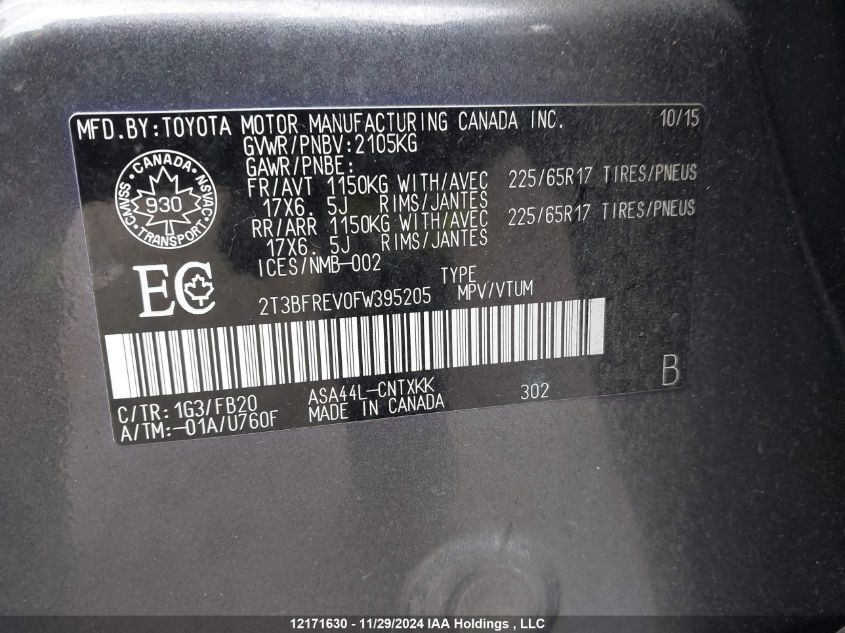 MFD.BY:TOYOTA MOTOR MANUFACTURING CANADA INC. 10/15
GVWR/PNBV:2105KG
GAWR/PNBE:
FR/AVT 1150KG WITH/AVEC 225/65R17 TIRES/PNEUS
17X6. 5J RIMS/JANTES
RR/ARR 1150KG WITH/AVEC 225/65R17 TIRES/PNEUS
17X6. 5J RIMS/JANTES
ICES/NMB-002
CANADA
CMVSS NSVAC
930
TRANSPORT
EC
TYPE
2T3BFREV0FW395205 MPV/VTUM
C/TR: 1G3/FB20 ASA44L-CNTXKK 302 B
A/TM:-01A/U760F MADE IN CANADA
12171630 - 11/29/2024 IAA Holdings , LLC